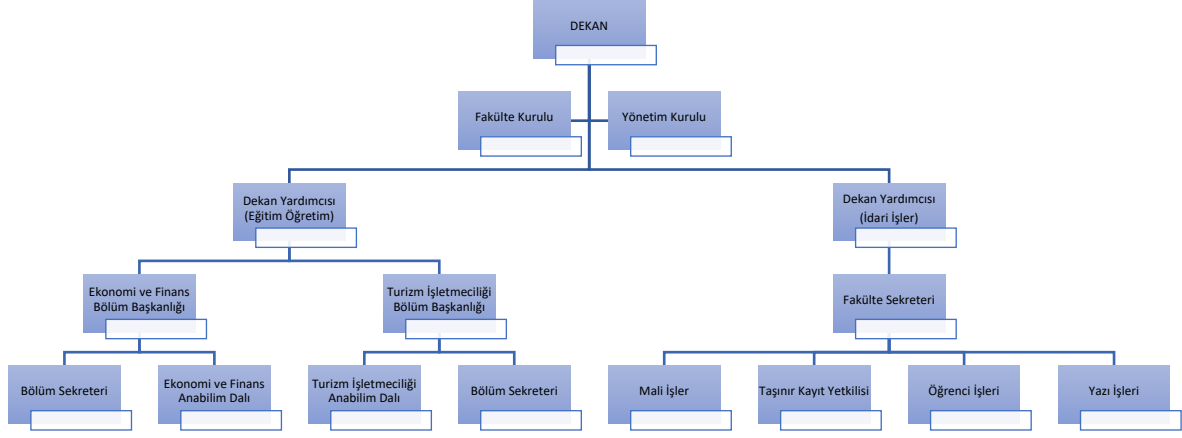 DEKAN
Fakülte Kurulu
Yönetim Kurulu
Dekan Yardımcısı
(Eğitim Öğretim)
Dekan Yardımcısı
(İdari İşler)
Ekonomi ve Finans
Bölüm Başkanlığı
Turizm İşletmeciliği
Bölüm Başkanlığı
Fakülte Sekreteri
Bölüm Sekreteri
Ekonomi ve Finans
Anabilim Dalı
Turizm İşletmeciliği
Anabilim Dalı
Bölüm Sekreteri
Mali İşler
Taşınır Kayıt Yetkilisi
Öğrenci İşleri
Yazı İşleri